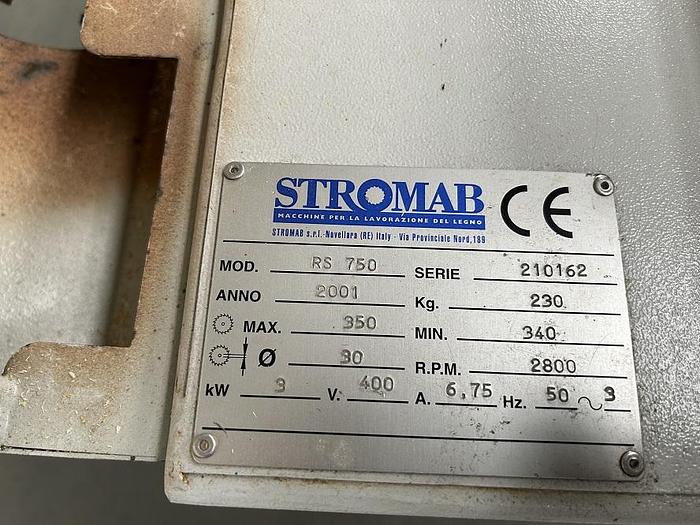 STROMAB CE
MACCHINE PER LA LAVORAZIONE DEL LEGNO
STROMAB s.r.l. Novellara (RE) Italy - Via Provinciale Nord, 189
MOD. RS 750 SERIE 210162
ANNO 2001 Kg. 230
MAX. 350 MIN. 340
Ø 30 R.P.M. 2800
kW 3 V. 400 A. 6,75 Hz. 50 ~ 3